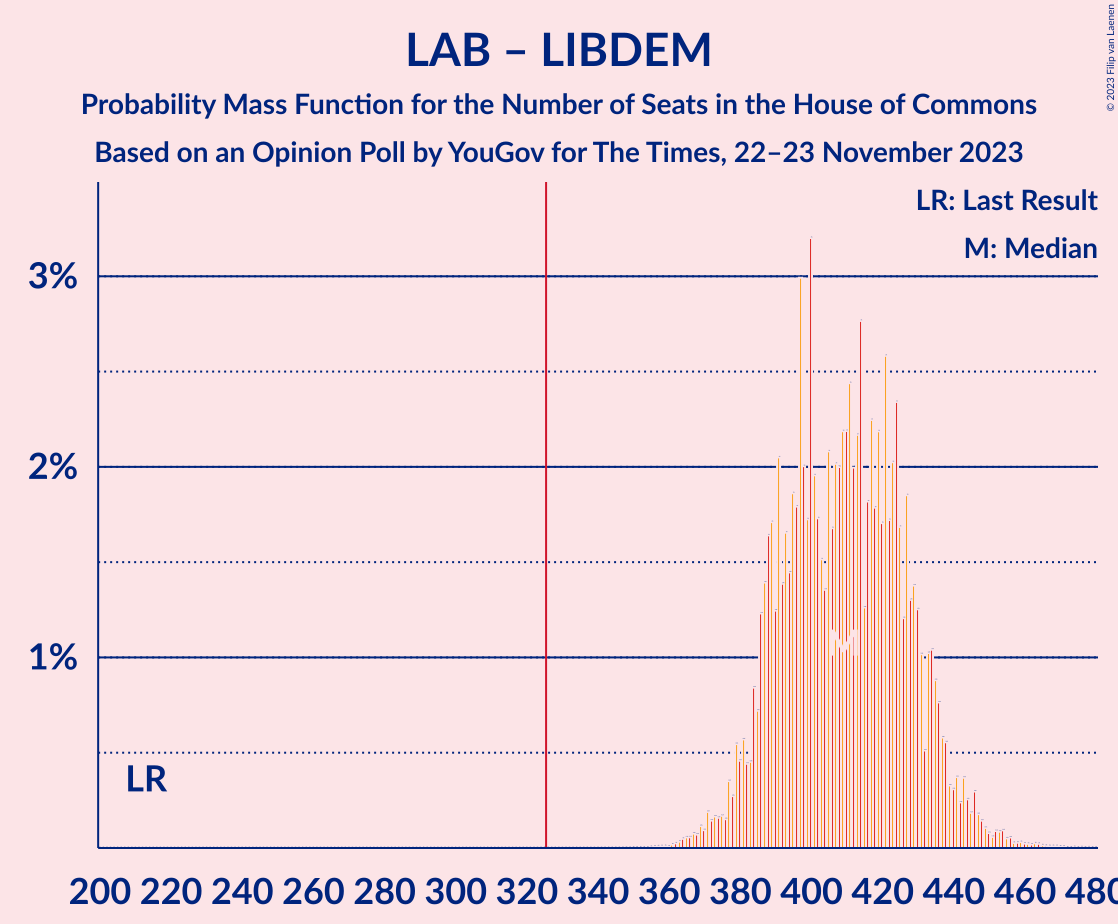 LAB – LIBDEM
Probability Mass Function for the Number of Seats in the House of Commons
Based on an Opinion Poll by YouGov for The Times, 22–23 November 2023
© 2023 Filip van Laenen
LR: Last Result
M: Median
3%
2%
1%
LR
M
200 220 240 260 280 300 320 340 360 380 400 420 440 460 480